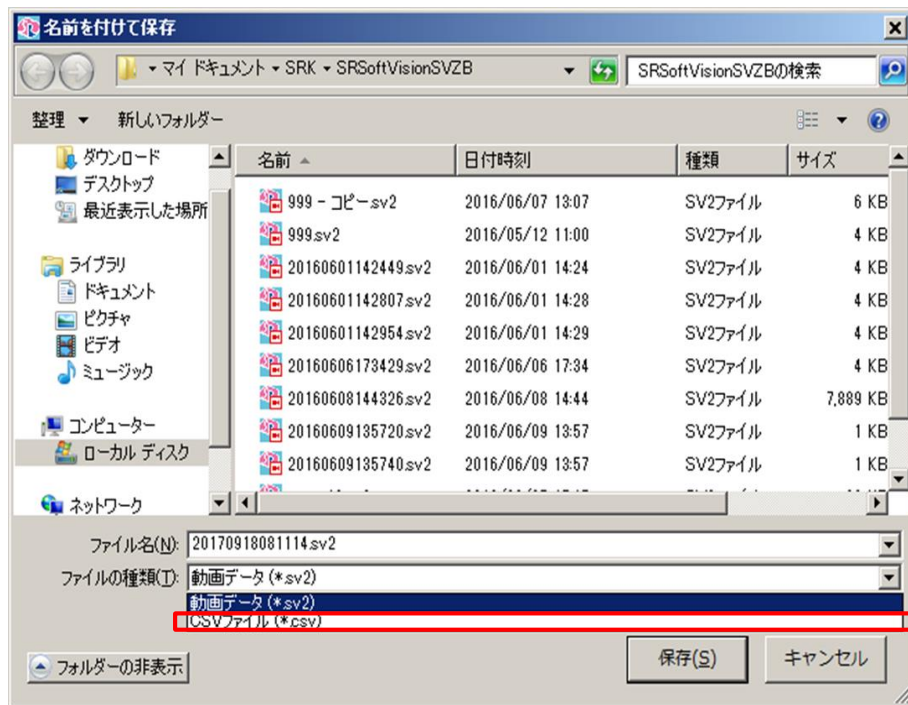 名前を付けて保存
マイ ドキュメント SRK SRSoftVisionSVZB
SRSoftVisionSVZBの検索
整理 新しいフォルダー
ダウンロード
デスクトップ
最近表示した場所
ライブラリ
ドキュメント
ピクチャ
ビデオ
ミュージック
コンピューター
ローカル ディスク
ネットワーク
名前 日付時刻 種類 サイズ
999 - コピー.sv2 2016/06/07 13:07 SV2ファイル 6 KB
999.sv2 2016/05/12 11:00 SV2ファイル 4 KB
20160601142449.sv2 2016/06/01 14:24 SV2ファイル 4 KB
20160601142807.sv2 2016/06/01 14:28 SV2ファイル 4 KB
20160601142954.sv2 2016/06/01 14:29 SV2ファイル 4 KB
20160606173429.sv2 2016/06/06 17:34 SV2ファイル 4 KB
20160608144326.sv2 2016/06/08 14:44 SV2ファイル 7,889 KB
20160609135720.sv2 2016/06/09 13:57 SV2ファイル 1 KB
20160609135740.sv2 2016/06/09 13:57 SV2ファイル 1 KB
ファイル名(N): 20170918081114.sv2
ファイルの種類(T): 動画データ (*.sv2)
動画データ (*.sv2)
CSVファイル (*.csv)
フォルダーの非表示
保存(S) キャンセル